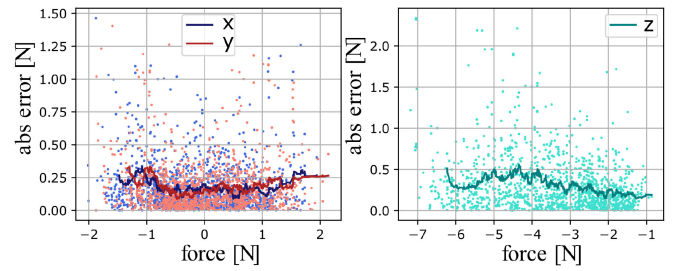 x
y
abs error [N]
1.50
1.25
1.00
0.75
0.50
0.25
0.00
−2 −1 0 1 2
force [N]
z
abs error [N]
2.0
1.5
1.0
0.5
0.0
−7 −6 −5 −4 −3 −2 −1
force [N]